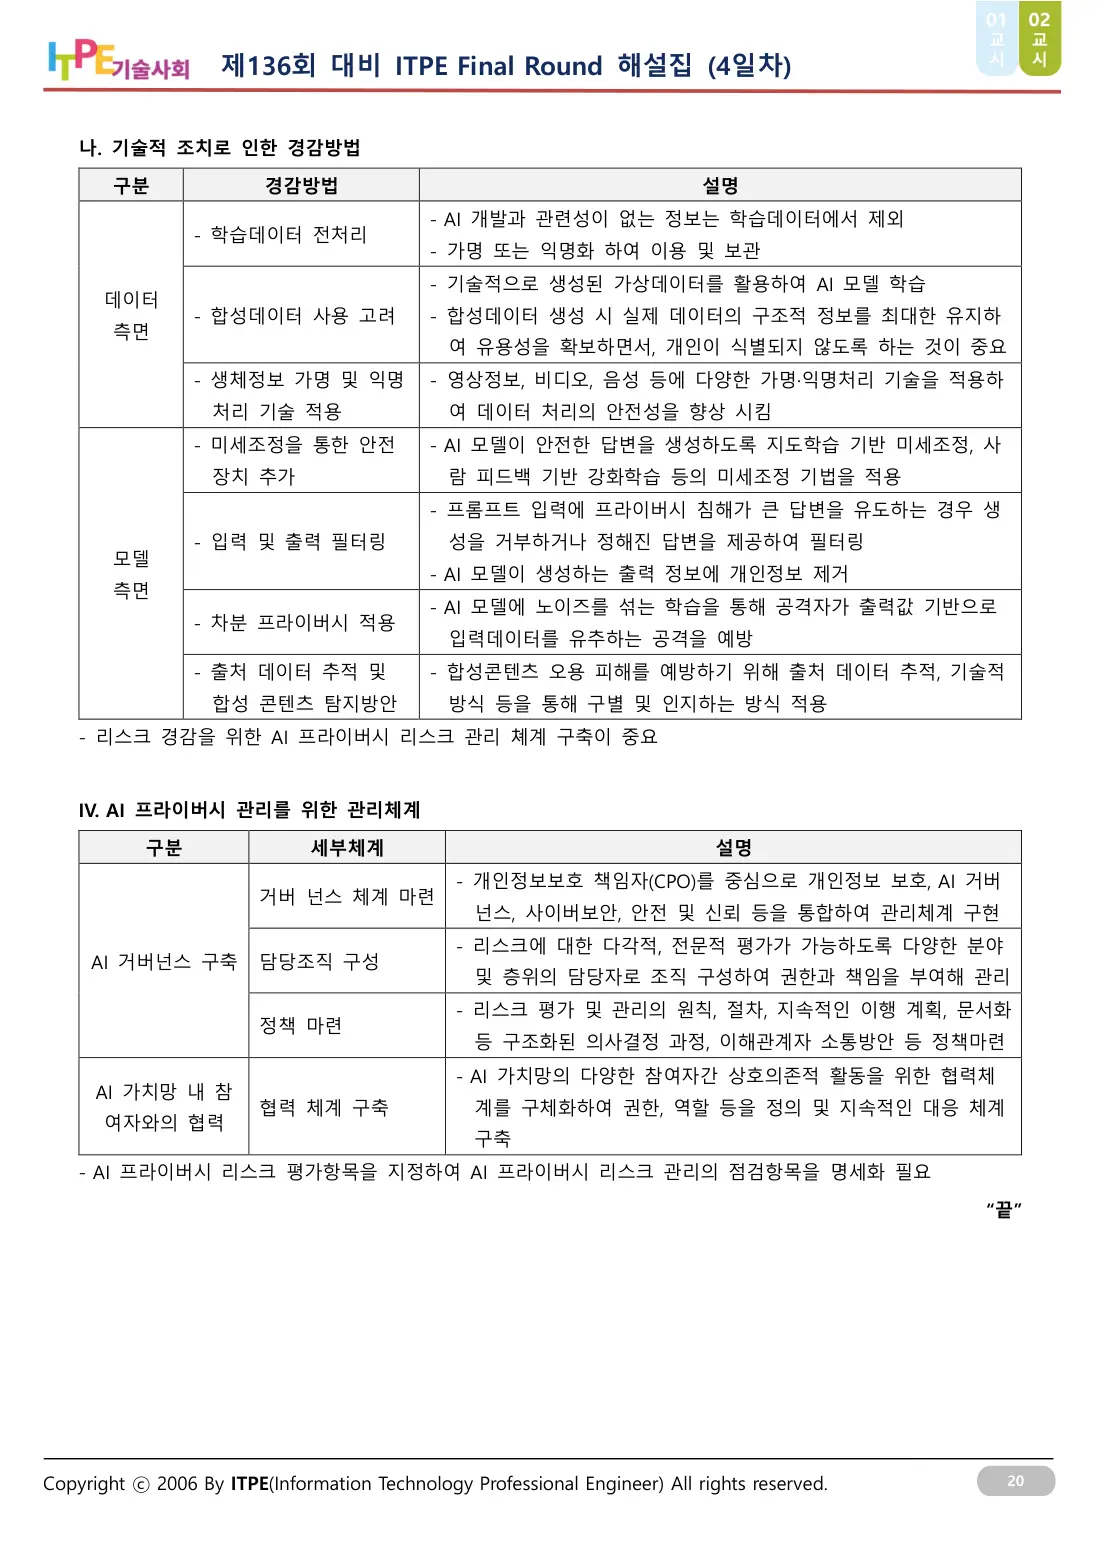 01
교
시
02
교
시
ITPE기술사회 제136회 대비 ITPE Final Round 해설집 (4일차)
나. 기술적 조치로 인한 경감방법
구분 경감방법 설명
데이터
측면
- 학습데이터 전처리
- AI 개발과 관련성이 없는 정보는 학습데이터에서 제외
- 가명 또는 익명화 하여 이용 및 보관
- 합성데이터 사용 고려
- 기술적으로 생성된 가상데이터를 활용하여 AI 모델 학습
- 합성데이터 생성 시 실제 데이터의 구조적 정보를 최대한 유지하
여 유용성을 확보하면서, 개인이 식별되지 않도록 하는 것이 중요
- 생체정보 가명 및 익명
처리 기술 적용
- 영상정보, 비디오, 음성 등에 다양한 가명·익명처리 기술을 적용하
여 데이터 처리의 안전성을 향상 시킴
모델
측면
- 미세조정을 통한 안전
장치 추가
- AI 모델이 안전한 답변을 생성하도록 지도학습 기반 미세조정, 사
람 피드백 기반 강화학습 등의 미세조정 기법을 적용
- 입력 및 출력 필터링
- 프롬프트 입력에 프라이버시 침해가 큰 답변을 유도하는 경우 생
성을 거부하거나 정해진 답변을 제공하여 필터링
- AI 모델이 생성하는 출력 정보에 개인정보 제거
- 차분 프라이버시 적용
- AI 모델에 노이즈를 섞는 학습을 통해 공격자가 출력값 기반으로
입력데이터를 유추하는 공격을 예방
- 출처 데이터 추적 및
합성 콘텐츠 탐지방안
- 합성콘텐츠 오용 피해를 예방하기 위해 출처 데이터 추적, 기술적
방식 등을 통해 구별 및 인지하는 방식 적용
- 리스크 경감을 위한 AI 프라이버시 리스크 관리 체계 구축이 중요
IV. AI 프라이버시 관리를 위한 관리체계
구분 세부체계 설명
AI 거버넌스 구축
거버 넌스 체계 마련
- 개인정보보호 책임자(CPO)를 중심으로 개인정보 보호, AI 거버
넌스, 사이버보안, 안전 및 신뢰 등을 통합하여 관리체계 구현
담당조직 구성
- 리스크에 대한 다각적, 전문적 평가가 가능하도록 다양한 분야
및 층위의 담당자로 조직 구성하여 권한과 책임을 부여해 관리
정책 마련
- 리스크 평가 및 관리의 원칙, 절차, 지속적인 이행 계획, 문서화
등 구조화된 의사결정 과정, 이해관계자 소통방안 등 정책마련
AI 가치망 내 참
여자와의 협력
협력 체계 구축
- AI 가치망의 다양한 참여자간 상호의존적 활동을 위한 협력체
계를 구체화하여 권한, 역할 등을 정의 및 지속적인 대응 체계
구축
- AI 프라이버시 리스크 평가항목을 지정하여 AI 프라이버시 리스크 관리의 점검항목을 명세화 필요
“끝”
Copyright ⓒ 2006 By ITPE(Information Technology Professional Engineer) All rights reserved.
20